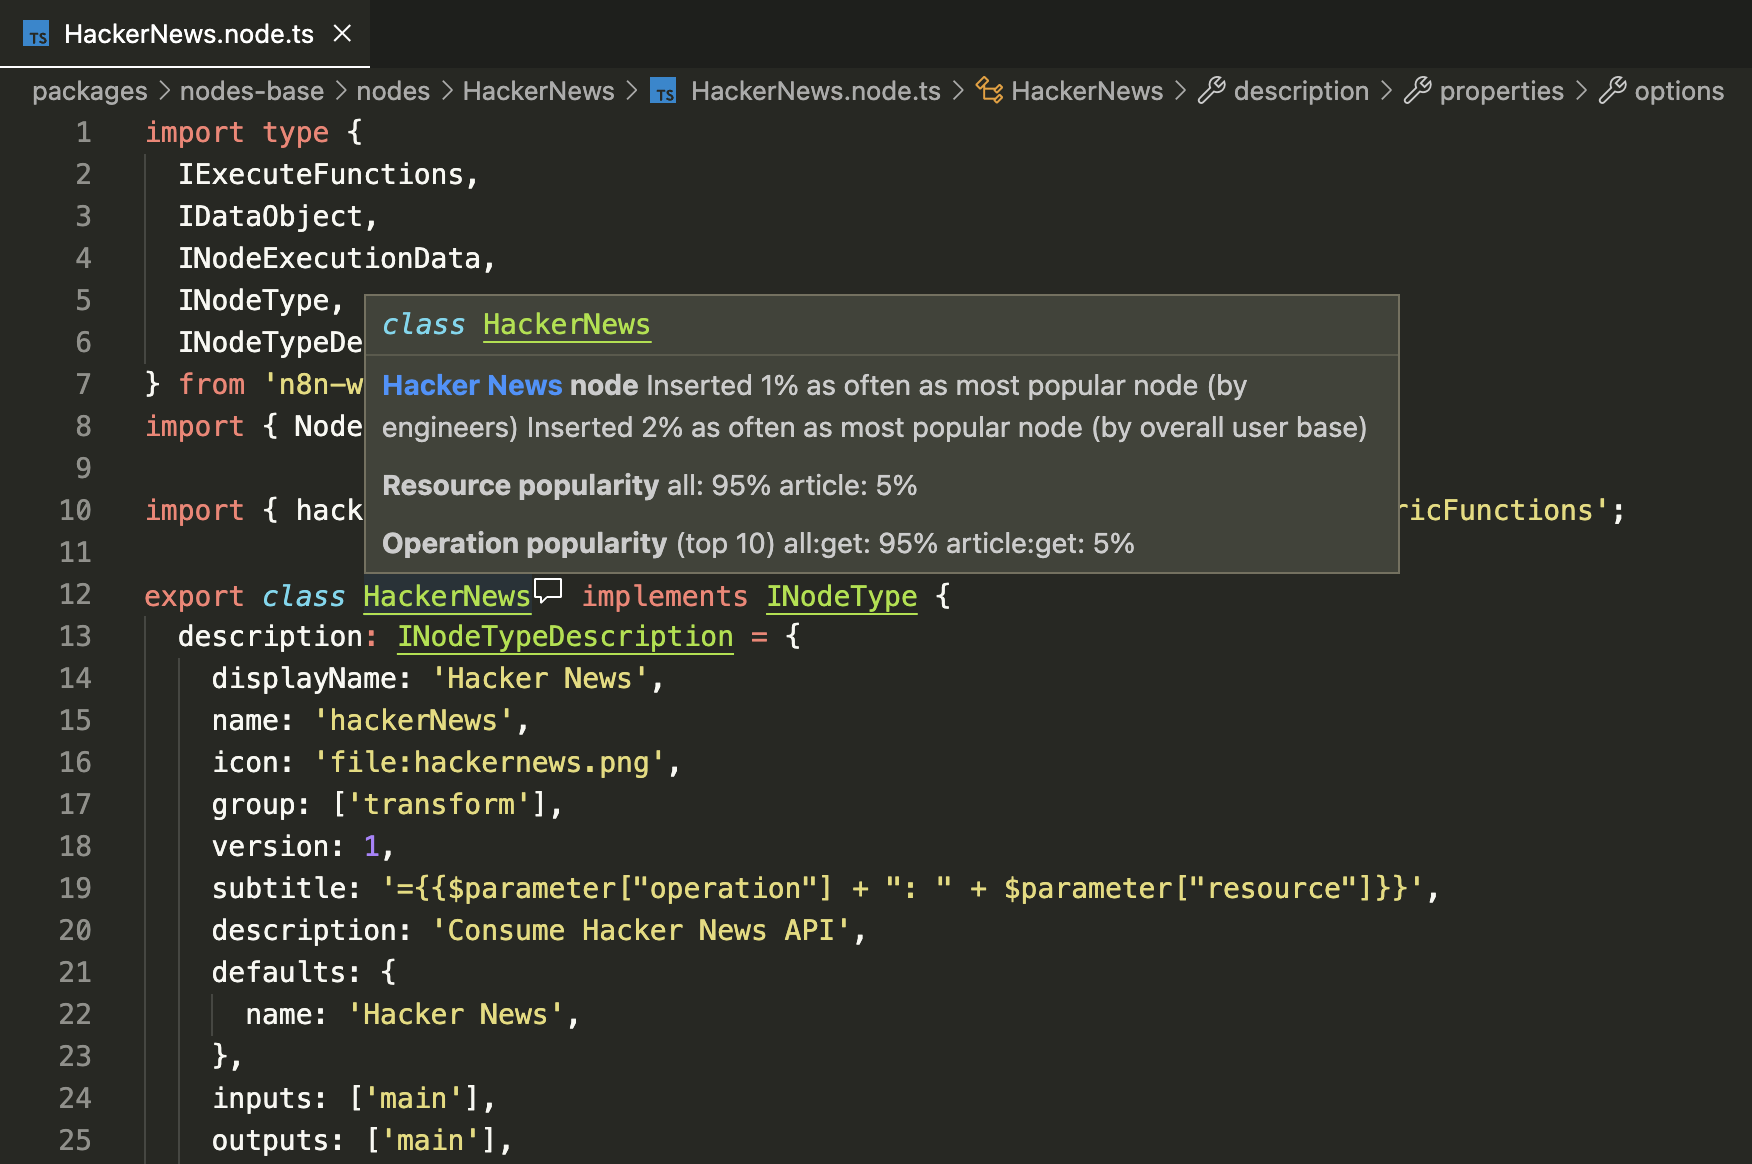 TS HackerNews.node.ts
packages > nodes-base > nodes > HackerNews > TS HackerNews.node.ts > HackerNews > description > properties > options
1 import type {
2 IExecuteFunctions,
3 IDataObject,
4 INodeExecutionData,
5 INodeType,
6 INodeTypeDe
7 } from 'n8n-w
8 import { Node
9
10 import { hack
ricFunctions';
11
class HackerNews
Hacker News node Inserted 1% as often as most popular node (by
engineers) Inserted 2% as often as most popular node (by overall user base)
Resource popularity all: 95% article: 5%
Operation popularity (top 10) all:get: 95% article:get: 5%
12 export class HackerNews implements INodeType {
13 description: INodeTypeDescription = {
14 displayName: 'Hacker News',
15 name: 'hackerNews',
16 icon: 'file:hackernews.png',
17 group: ['transform'],
18 version: 1,
19 subtitle: '={{$parameter["operation"] + ": " + $parameter["resource"]}}',
20 description: 'Consume Hacker News API',
21 defaults: {
22 name: 'Hacker News',
23 },
24 inputs: ['main'],
25 outputs: ['main'],